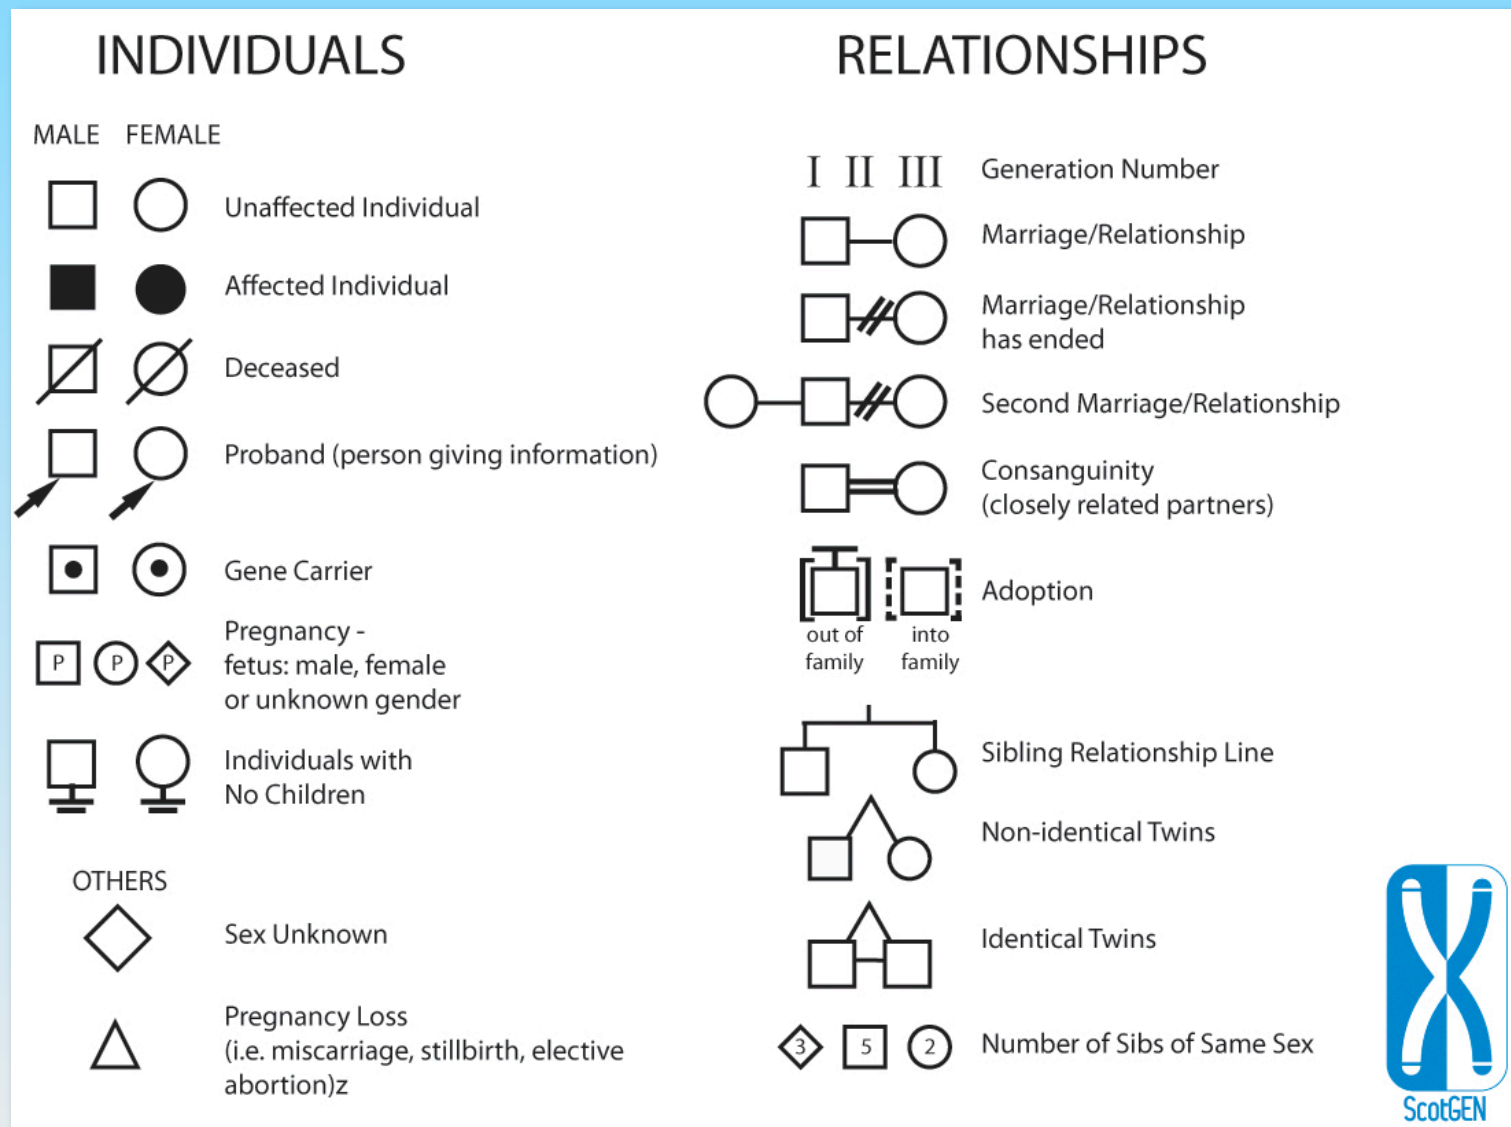 INDIVIDUALS
MALE FEMALE
Unaffected Individual
Affected Individual
Deceased
Proband (person giving information)
Gene Carrier
P P P
Pregnancy -
fetus: male, female
or unknown gender
Individuals with
No Children
OTHERS
Sex Unknown
Pregnancy Loss
(i.e. miscarriage, stillbirth, elective
abortion)z
RELATIONSHIPS
I II III Generation Number
Marriage/Relationship
Marriage/Relationship
has ended
Second Marriage/Relationship
Consanguinity
(closely related partners)
Adoption
out of
family
into
family
Sibling Relationship Line
Non-identical Twins
Identical Twins
3 5 2 Number of Sibs of Same Sex
ScotGEN